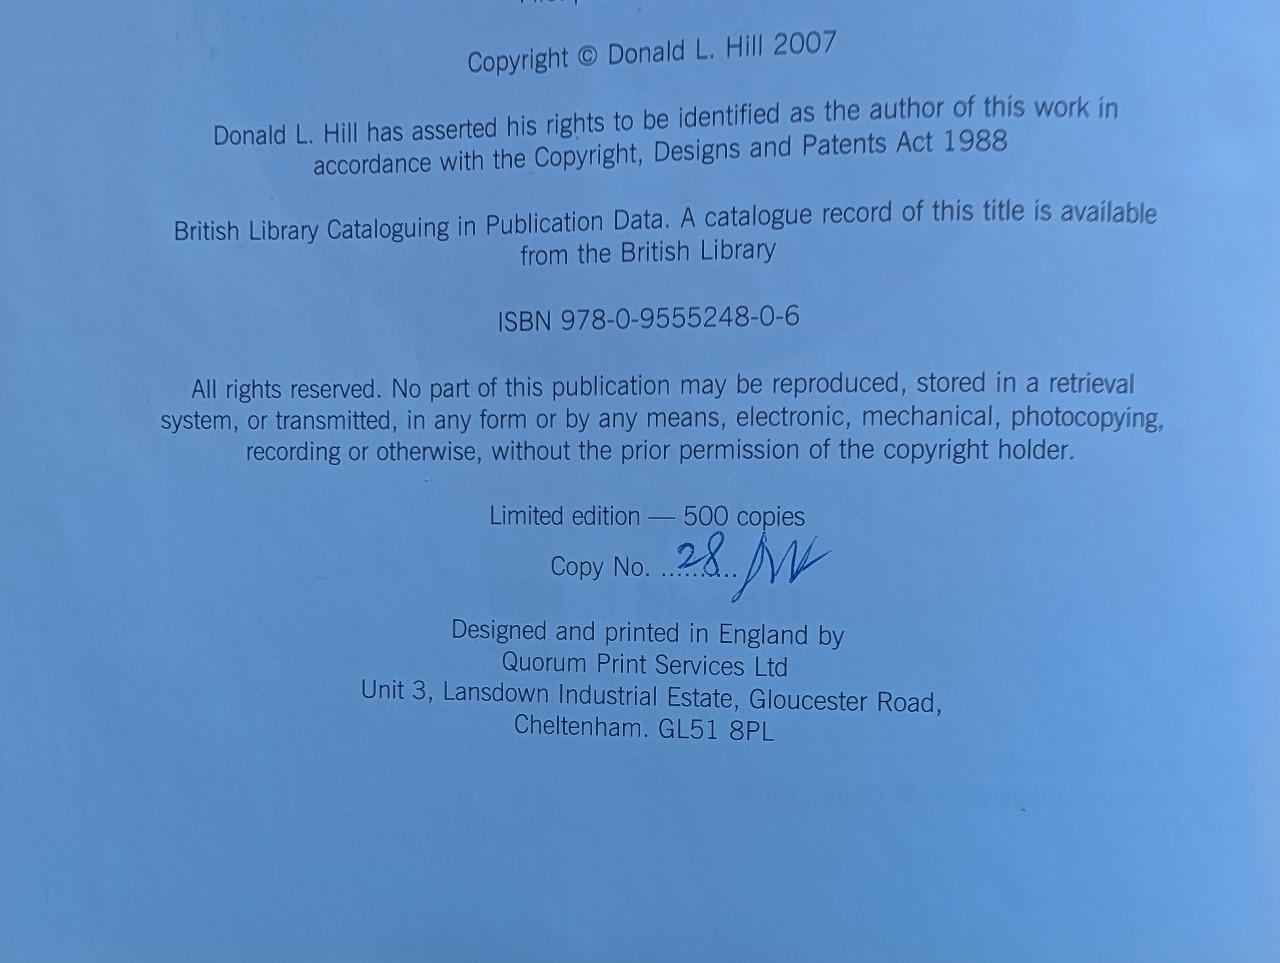 Copyright © Donald L. Hill 2007
Donald L. Hill has asserted his rights to be identified as the author of this work in
accordance with the Copyright, Designs and Patents Act 1988
British Library Cataloguing in Publication Data. A catalogue record of this title is available
from the British Library
ISBN 978-0-9555248-0-6
All rights reserved. No part of this publication may be reproduced, stored in a retrieval
system, or transmitted, in any form or by any means, electronic, mechanical, photocopying,
recording or otherwise, without the prior permission of the copyright holder.
Limited edition — 500 copies
Copy No. 28
Designed and printed in England by
Quorum Print Services Ltd
Unit 3, Lansdown Industrial Estate, Gloucester Road,
Cheltenham. GL51 8PL